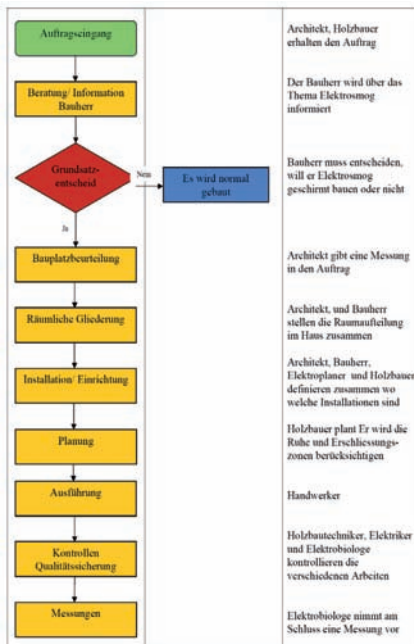 Auftragseingang
Architekt, Holzbauer
erhalten den Auftrag
Beratung/ Information
Bauherr
Der Bauherr wird über das
Thema Elektrosmog
informiert
Grundsatz-
entscheid
Nein
Es wird normal
gebaut
Bauherr muss entscheiden,
will er Elektrosmog
geschirmt bauen oder nicht
Ja
Bauplatzbeurteilung
Architekt gibt eine Messung
in den Auftrag
Räumliche Gliederung
Architekt, und Bauherr
stellen die Raumaufteilung
im Haus zusammen
Installation/ Einrichtung
Architekt, Bauherr,
Elektroplaner und Holzbauer
definieren zusammen wo
welche Installationen sind
Planung
Holzbauer plant Er wird die
Ruhe und Erschliessungs-
zonen berücksichtigen
Ausführung
Handwerker
Kontrollen
Qualitätssicherung
Holzbautechniker, Elektriker
und Elektrobiologe
kontrollieren die
verschiedenen Arbeiten
Messungen
Elektrobiologe nimmt am
Schluss eine Messung vor